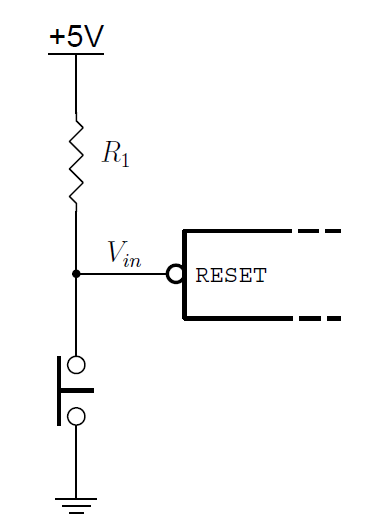 +5V
R1
Vin
RESET